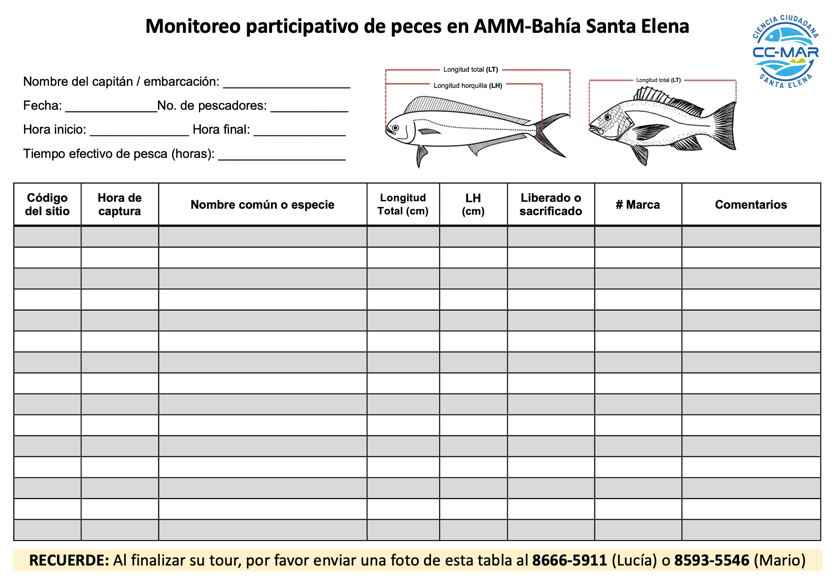 Monitoreo participativo de peces en AMM-Bahía Santa Elena
CIENCIA CIUDADANA
CC-MAR
SANTA ELENA
Nombre del capitán / embarcación: ___________________
Fecha: _____________No. de pescadores: ___________
Hora inicio: ______________ Hora final: _____________
Tiempo efectivo de pesca (horas): __________________
Longitud total (LT)
Longitud horquilla (LH)
Longitud total (LT)
Código del sitio
Hora de captura
Nombre común o especie
Longitud Total (cm)
LH (cm)
Liberado o sacrificado
# Marca
Comentarios
RECUERDE: Al finalizar su tour, por favor enviar una foto de esta tabla al 8666-5911 (Lucía) o 8593-5546 (Mario)